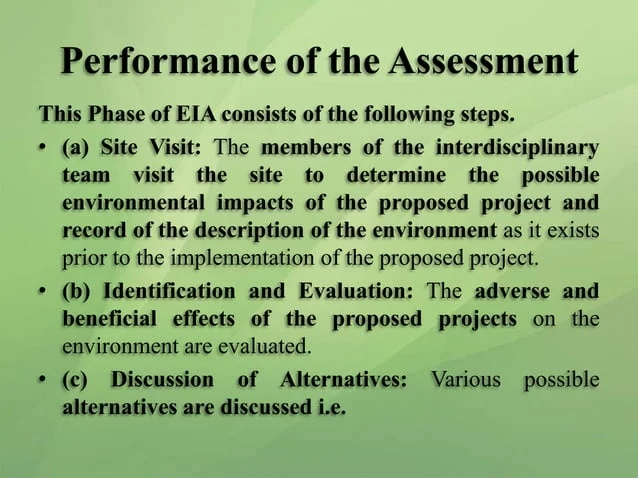 Performance of the Assessment
This Phase of EIA consists of the following steps.
• (a) Site Visit: The members of the interdisciplinary
team visit the site to determine the possible
environmental impacts of the proposed project and
record of the description of the environment as it exists
prior to the implementation of the proposed project.
• (b) Identification and Evaluation: The adverse and
beneficial effects of the proposed projects on the
environment are evaluated.
• (c) Discussion of Alternatives: Various possible
alternatives are discussed i.e.